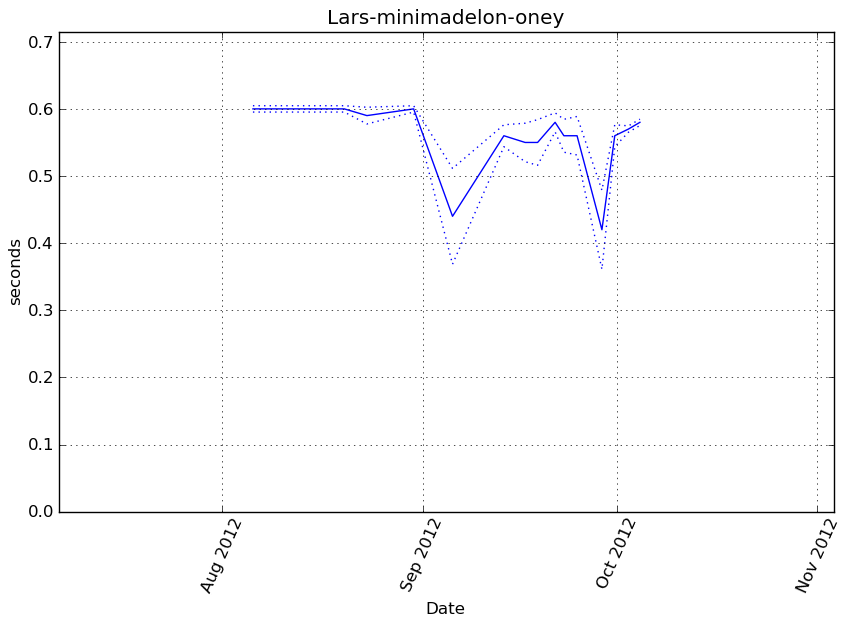 Lars-minimadelon-oney
0.7
0.6
0.5
0.4
0.3
0.2
0.1
0.0
seconds
Aug 2012
Sep 2012
Oct 2012
Nov 2012
Date